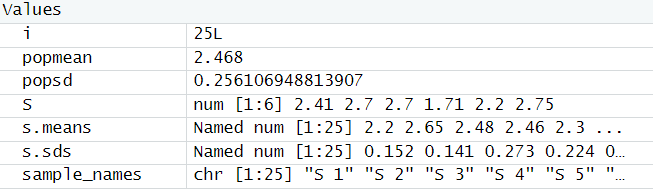 Values
i 25L
popmean 2.468
popsd 0.256106948813907
S num [1:6] 2.41 2.7 2.7 1.71 2.2 2.75
s.means Named num [1:25] 2.2 2.65 2.48 2.46 2.3 ...
s.sds Named num [1:25] 0.152 0.141 0.273 0.224 0…
sample_names chr [1:25] "S 1" "S 2" "S 3" "S 4" "S 5" "…